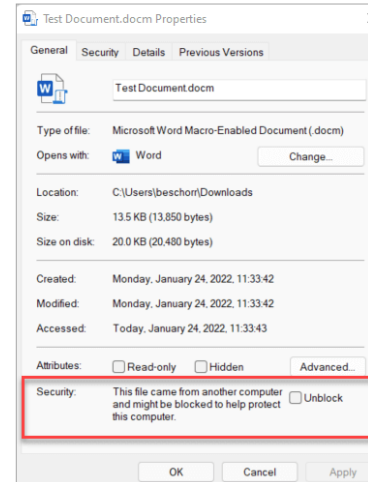 Test Document.docm Properties
General Security Details Previous Versions
Test Document.docm
Type of file: Microsoft Word Macro-Enabled Document (.docm)
Opens with: Word Change...
Location: C:\Users\beschorr\Downloads
Size: 13.5 KB (13,850 bytes)
Size on disk: 20.0 KB (20,480 bytes)
Created: Monday, January 24, 2022, 11:33:42
Modified: Monday, January 24, 2022, 11:33:42
Accessed: Today, January 24, 2022, 11:33:43
Attributes: Read-only Hidden Advanced...
Security: This file came from another computer Unblock
and might be blocked to help protect
this computer.
OK Cancel Apply